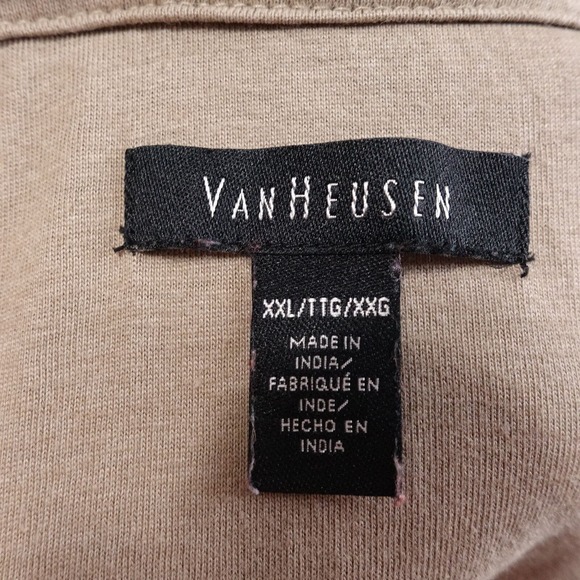 VANHEUSEN
XXL/TTG/XXG
MADE IN
INDIA/
FABRIQUÉ EN
INDE/
HECHO EN
INDIA